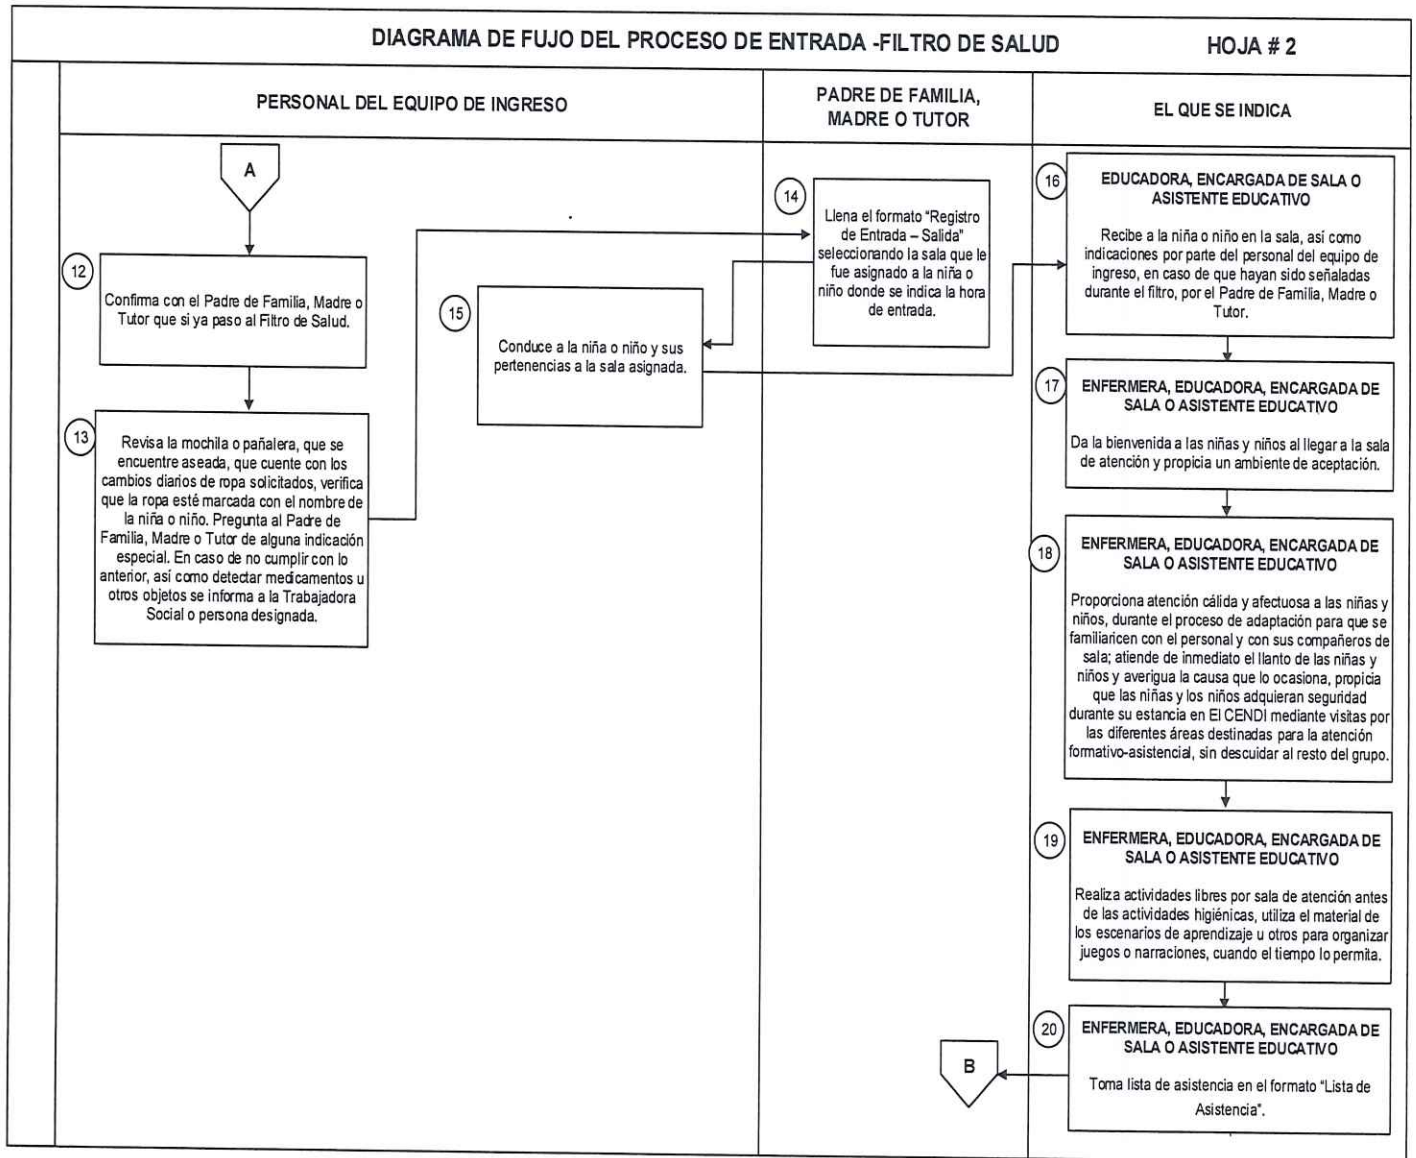 DIAGRAMA DE FUJO DEL PROCESO DE ENTRADA -FILTRO DE SALUD
HOJA # 2
PERSONAL DEL EQUIPO DE INGRESO
PADRE DE FAMILIA,
MADRE O TUTOR
EL QUE SE INDICA
A
12
Confirma con el Padre de Familia, Madre o
Tutor que si ya paso al Filtro de Salud.
13
Revisa la mochila o pañalera, que se
encuentre aseada, que cuente con los
cambios diarios de ropa solicitados, verifica
que la ropa esté marcada con el nombre de
la niña o niño. Pregunta al Padre de
Familia, Madre o Tutor de alguna indicación
especial. En caso de no cumplir con lo
anterior, así como detectar medicamentos u
otros objetos se informa a la Trabajadora
Social o persona designada.
14
Llena el formato “Registro
de Entrada – Salida”
seleccionando la sala que le
fue asignado a la niña o
niño donde se indica la hora
de entrada.
15
Conduce a la niña o niño y sus
pertenencias a la sala asignada.
16
EDUCADORA, ENCARGADA DE SALA O
ASISTENTE EDUCATIVO
Recibe a la niña o niño en la sala, así como
indicaciones por parte del personal del equipo de
ingreso, en caso de que hayan sido señaladas
durante el filtro, por el Padre de Familia, Madre o
Tutor.
17
ENFERMERA, EDUCADORA, ENCARGADA DE
SALA O ASISTENTE EDUCATIVO
Da la bienvenida a las niñas y niños al llegar a la sala
de atención y propicia un ambiente de aceptación.
18
ENFERMERA, EDUCADORA, ENCARGADA DE
SALA O ASISTENTE EDUCATIVO
Proporciona atención cálida y afectuosa a las niñas y
niños, durante el proceso de adaptación para que se
familiaricen con el personal y con sus compañeros de
sala; atiende de inmediato el llanto de las niñas y
niños y averigua la causa que lo ocasiona, propicia
que las niñas y los niños adquieran seguridad
durante su estancia en El CENDI mediante visitas por
las diferentes áreas destinadas para la atención
formativo-asistencial, sin descuidar al resto del grupo.
19
ENFERMERA, EDUCADORA, ENCARGADA DE
SALA O ASISTENTE EDUCATIVO
Realiza actividades libres por sala de atención antes
de las actividades higiénicas, utiliza el material de
los escenarios de aprendizaje u otros para organizar
juegos o narraciones, cuando el tiempo lo permita.
20
ENFERMERA, EDUCADORA, ENCARGADA DE
SALA O ASISTENTE EDUCATIVO
Toma lista de asistencia en el formato “Lista de
Asistencia”.
B